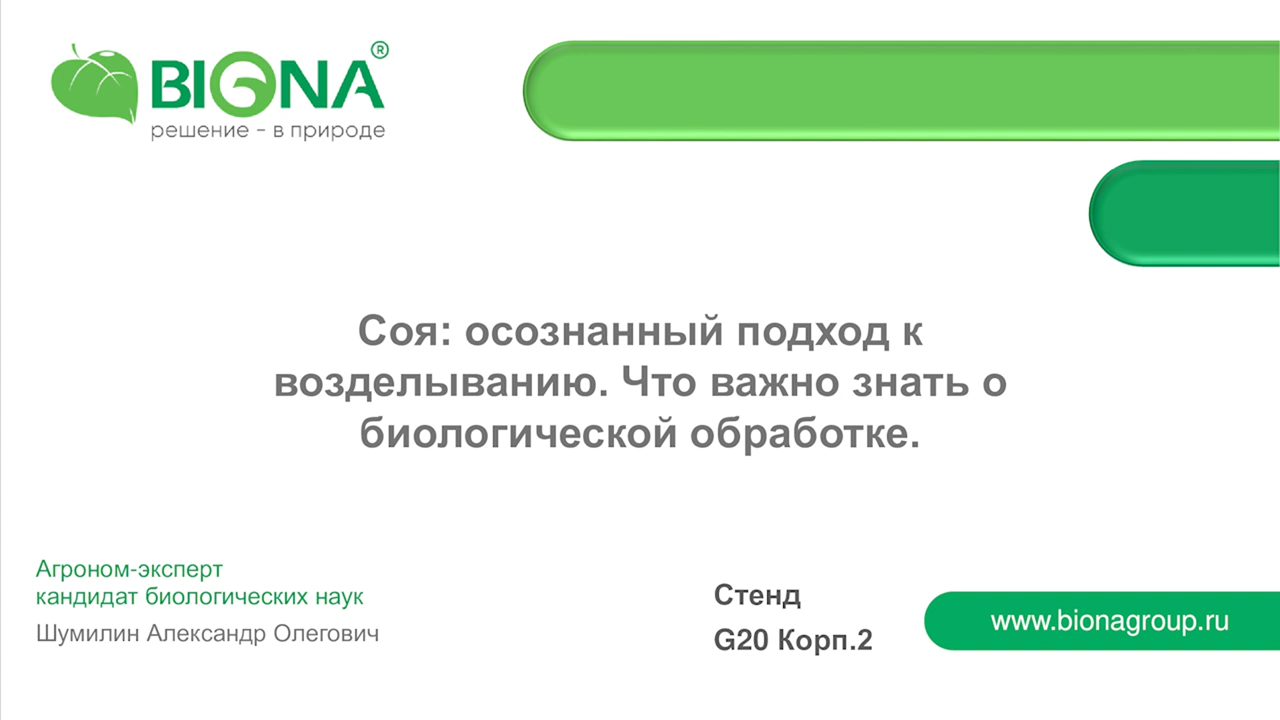 BIONA®
решение - в природе
Соя: осознанный подход к
возделыванию. Что важно знать о
биологической обработке.
Агроном-эксперт
кандидат биологических наук
Шумилин Александр Олегович
Стенд
G20 Корп.2
www.bionagroup.ru